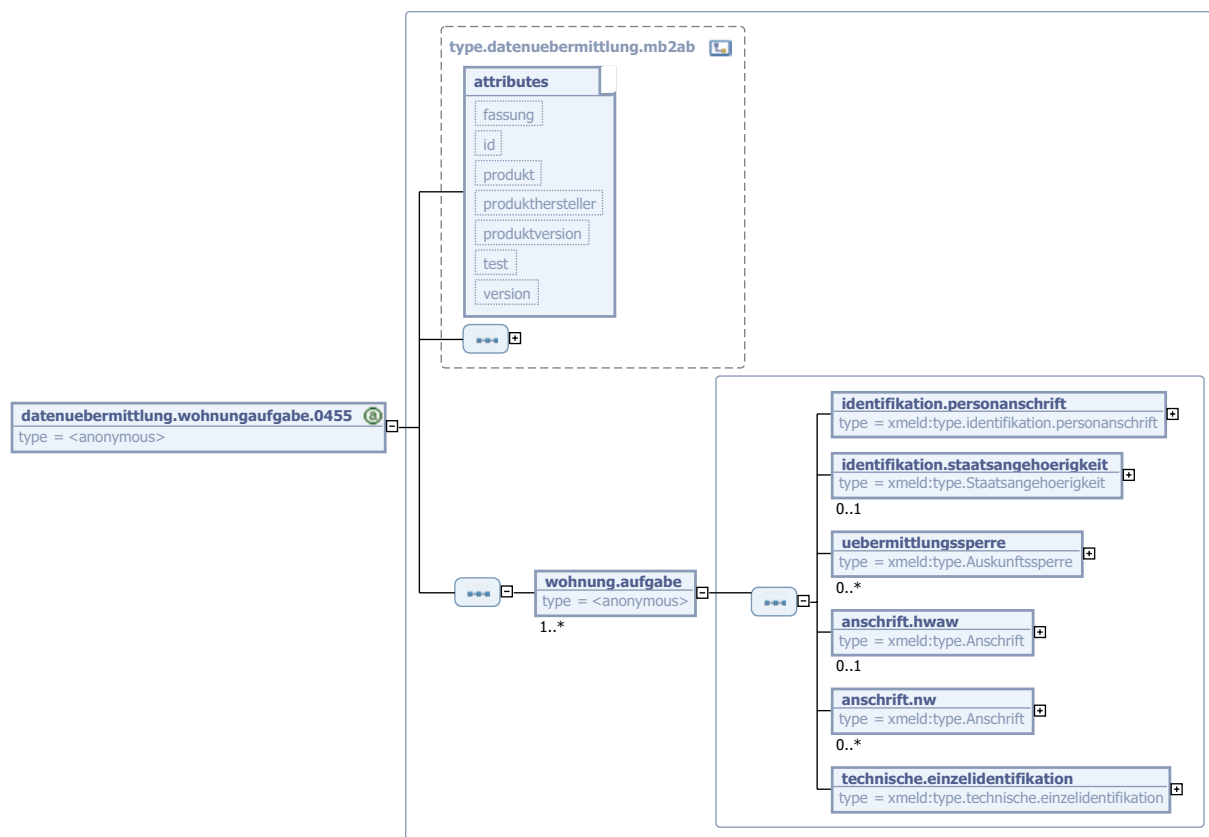 type.datenuebermittlung.mb2ab
attributes
fassung
id
produkt
produkthersteller
produktversion
test
version
datenuebermittlung.wohnungaufgabe.0455
type = <anonymous>
wohnung.aufgabe
type = <anonymous>
1..*
identifikation.personanschrift
type = xmeld:type.identifikation.personanschrift
identifikation.staatsangehoerigkeit
type = xmeld:type.Staatsangehoerigkeit
0..1
uebermittlungssperre
type = xmeld:type.Auskunftssperre
0..*
anschrift.hwaw
type = xmeld:type.Anschrift
0..1
anschrift.nw
type = xmeld:type.Anschrift
0..*
technische.einzelidentifikation
type = xmeld:type.technische.einzelidentifikation